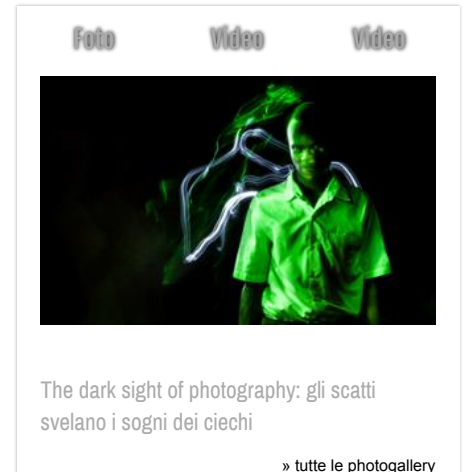 Foto Video Video
The dark sight of photography: gli scatti
svelano i sogni dei ciechi
» tutte le photogallery